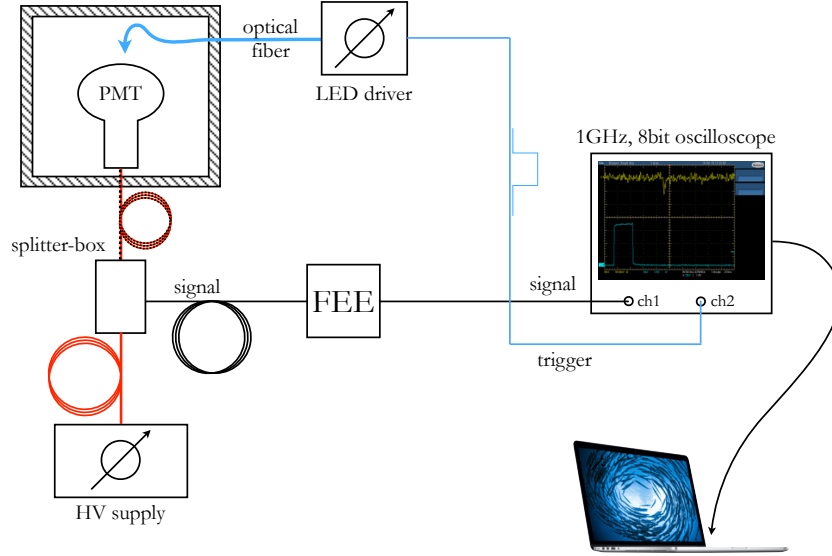 optical
fiber
PMT
LED driver
1GHz, 8bit oscilloscope
splitter-box
signal
FEE
signal
ch1
ch2
trigger
HV supply